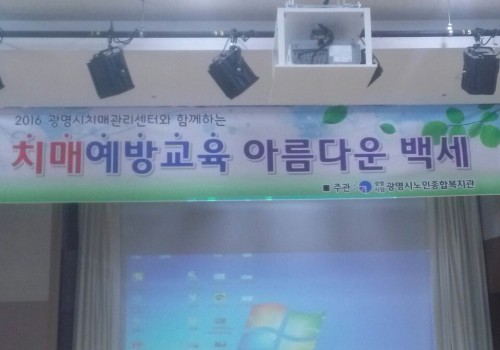 2016 광명시치매관리센터와 함께하는
치매예방교육 아름다운 백세
■ 주관 : 광명시노인종합복지관